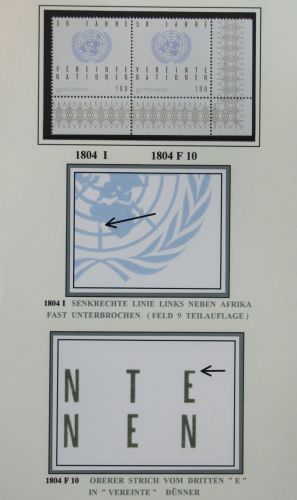 50 JAHRE 50 JAHRE
VEREINTE VEREINTE
NATIONEN NATIONEN
100 100
1804 I 1804 F 10
1804 I SENKRECHTE LINIE LINKS NEBEN AFRIKA
FAST UNTERBROCHEN (FELD 9 TEILAUFLAGE)
N T E
N E N
1804 F 10 OBERER STRICH VOM DRITTEN "E"
IN "VEREINTE" DÜNNER